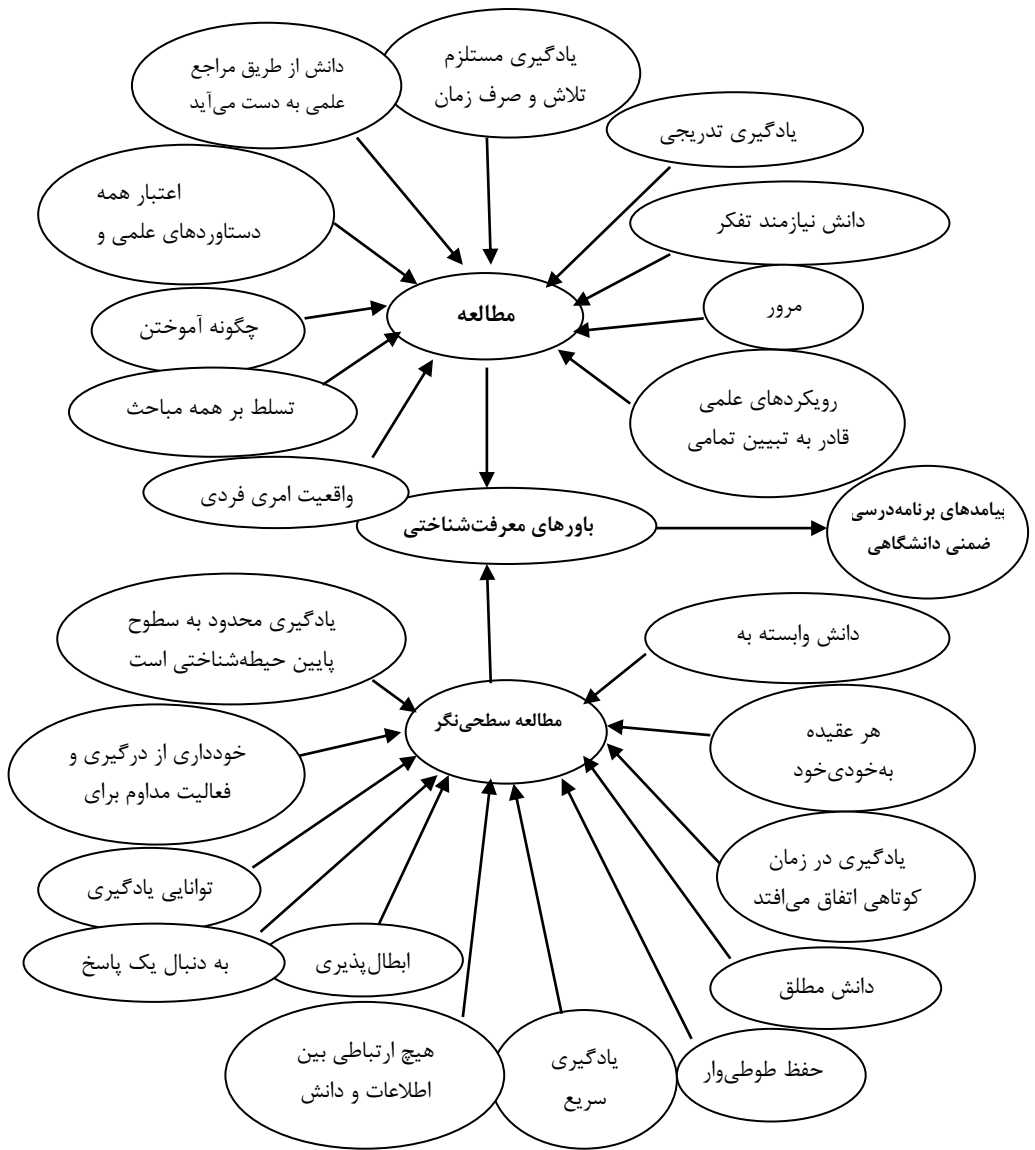 یادگیری مستلزم
تلاش و صرف زمان
دانش از طریق مراجع
علمی به دست می‌آید
یادگیری تدریجی
اعتبار همه
دستاوردهای علمی و
دانش نیازمند تفکر
مرور
مطالعه
چگونه آموختن
رویکردهای علمی
قادر به تبیین تمامی
تسلط بر همه مباحث
واقعیت امری فردی
پیامدهای برنامه‌درسی
ضمنی دانشگاهی
باورهای معرفت‌شناختی
یادگیری محدود به سطوح
پایین حیطه‌شناختی است
دانش وابسته به
مطالعه سطحی‌نگر
هر عقیده
به‌خودی‌خود
خودداری از درگیری و
فعالیت مداوم برای
یادگیری در زمان
کوتاهی اتفاق می‌افتد
توانایی یادگیری
به دنبال یک پاسخ
ابطال‌پذیری
دانش مطلق
هیچ ارتباطی بین
اطلاعات و دانش
یادگیری
سریع
حفظ طوطی‌وار